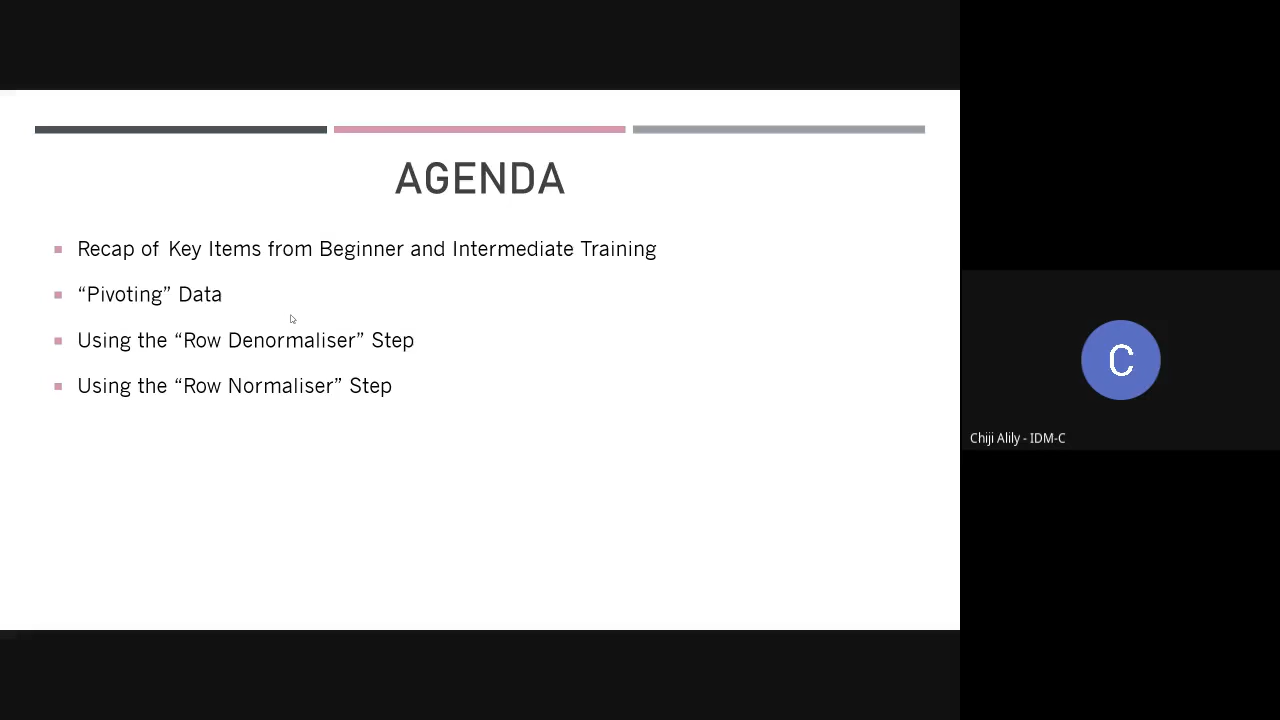 AGENDA
Recap of Key Items from Beginner and Intermediate Training
“Pivoting” Data
Using the “Row Denormaliser” Step
Using the “Row Normaliser” Step
C
Chiji Alily - IDM-C